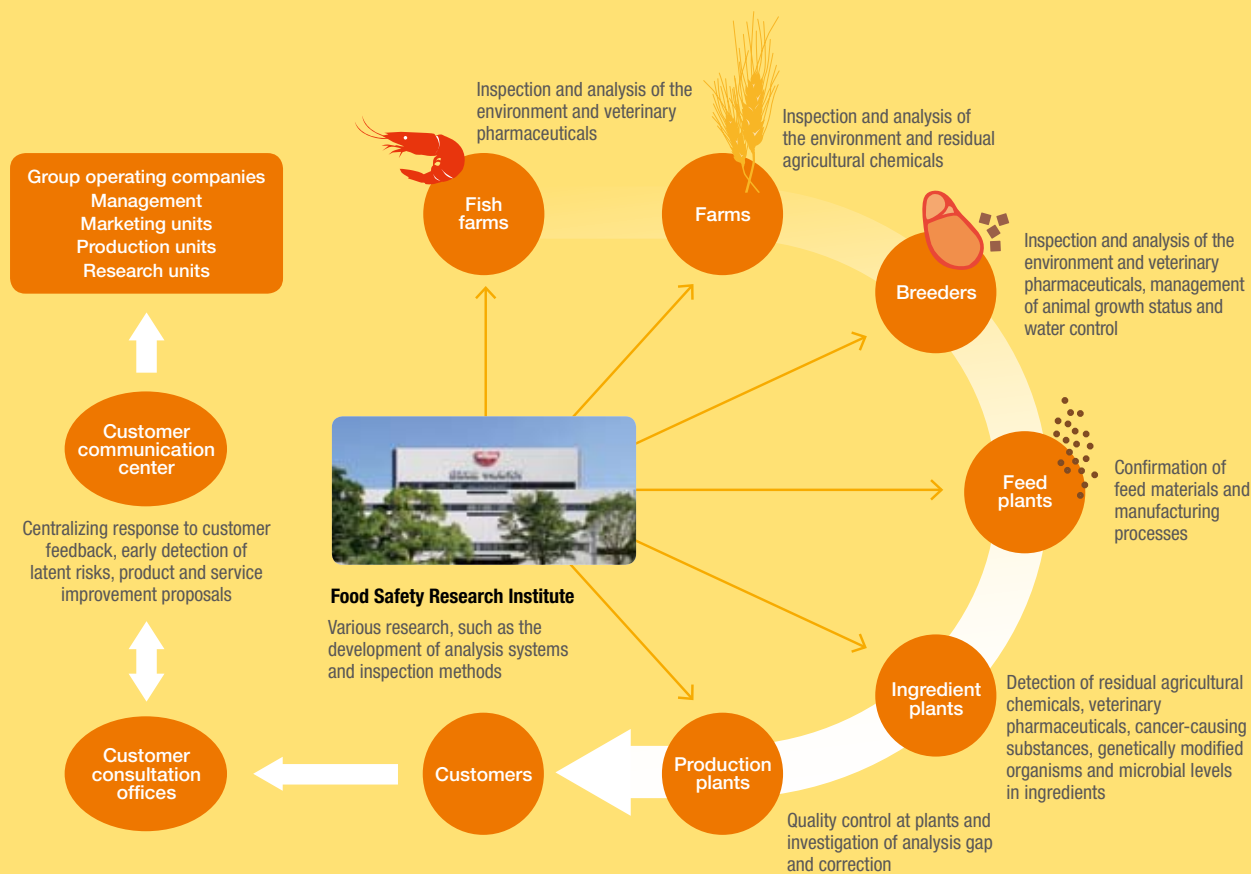 Inspection and analysis of the
environment and veterinary
pharmaceuticals
Inspection and analysis of
the environment and residual
agricultural chemicals
Group operating companies
Management
Marketing units
Production units
Research units
Fish
farms
Farms
Breeders
Inspection and analysis of the
environment and veterinary
pharmaceuticals, management
of animal growth status and
water control
Customer
communication
center
Centralizing response to customer
feedback, early detection of
latent risks, product and service
improvement proposals
Feed
plants
Confirmation of
feed materials and
manufacturing
processes
Food Safety Research Institute
Various research, such as the
development of analysis systems
and inspection methods
Ingredient
plants
Detection of residual agricultural
chemicals, veterinary
pharmaceuticals, cancer-causing
substances, genetically modified
organisms and microbial levels
in ingredients
Customer
consultation
offices
Customers
Production
plants
Quality control at plants and
investigation of analysis gap
and correction